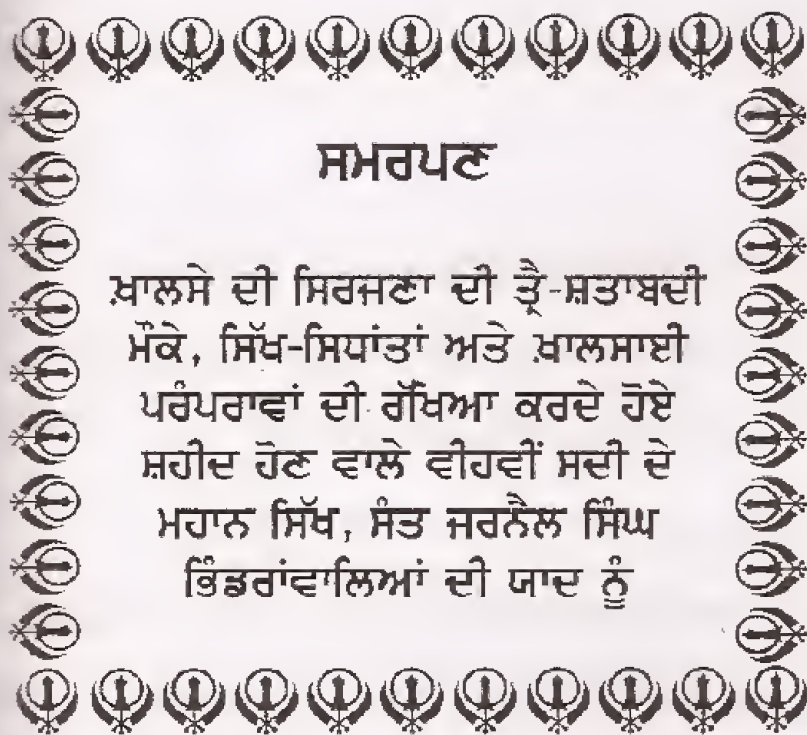 ਸਮਰਪਣ
ਖ਼ਾਲਸੇ ਦੀ ਸਿਰਜਣਾ ਦੀ ਤ੍ਰੈ-ਸ਼ਤਾਬਦੀ
ਮੌਕੇ, ਸਿੱਖ-ਸਿਧਾਂਤਾਂ ਅਤੇ ਖ਼ਾਲਸਾਈ
ਪਰੰਪਰਾਵਾਂ ਦੀ ਰੱਖਿਆ ਕਰਦੇ ਹੋਏ
ਸ਼ਹੀਦ ਹੋਣ ਵਾਲੇ ਵੀਹਵੀਂ ਸਦੀ ਦੇ
ਮਹਾਨ ਸਿੱਖ, ਸੰਤ ਜਰਨੈਲ ਸਿੰਘ
ਭਿੰਡਰਾਂਵਾਲਿਆਂ ਦੀ ਯਾਦ ਨੂੰ